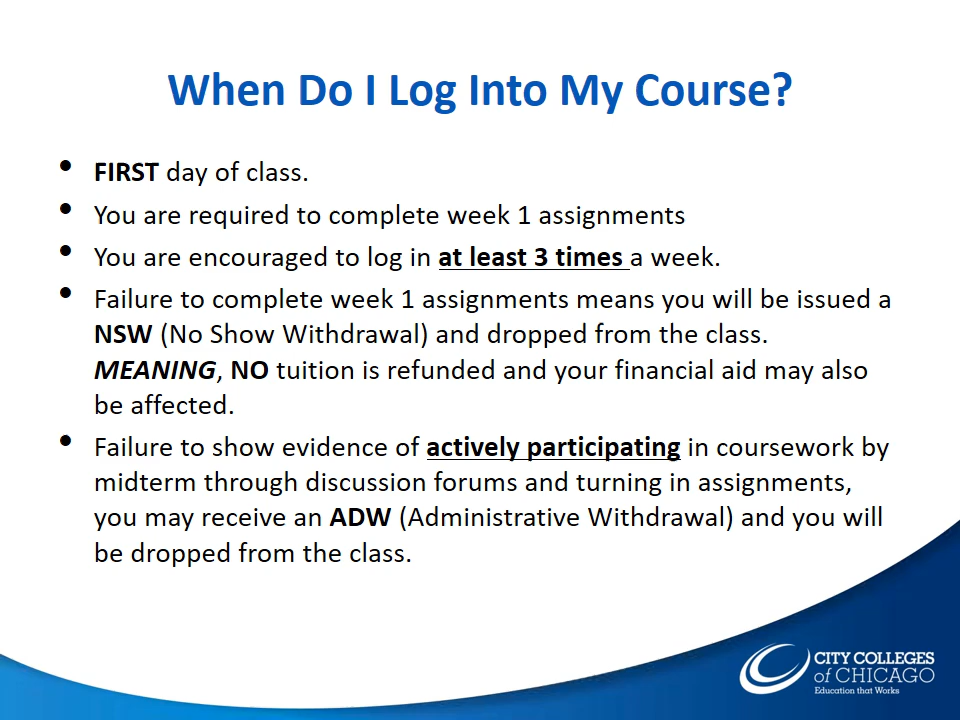 When Do I Log Into My Course?
• FIRST day of class.
• You are required to complete week 1 assignments
• You are encouraged to log in at least 3 times a week.
• Failure to complete week 1 assignments means you will be issued a
NSW (No Show Withdrawal) and dropped from the class.
MEANING, NO tuition is refunded and your financial aid may also
be affected.
• Failure to show evidence of actively participating in coursework by
midterm through discussion forums and turning in assignments,
you may receive an ADW (Administrative Withdrawal) and you will
be dropped from the class.
CITY COLLEGES
of CHICAGO
Education that Works